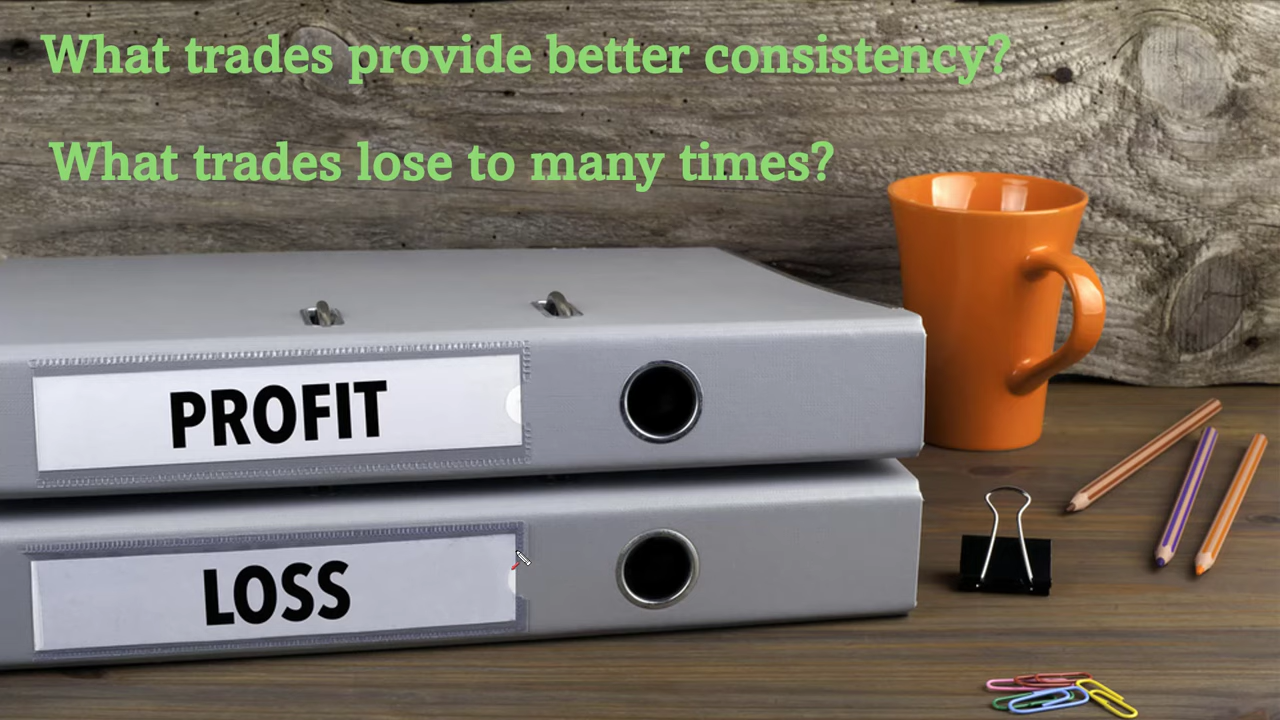 What trades provide better consistency?
What trades lose to many times?
PROFIT
LOSS